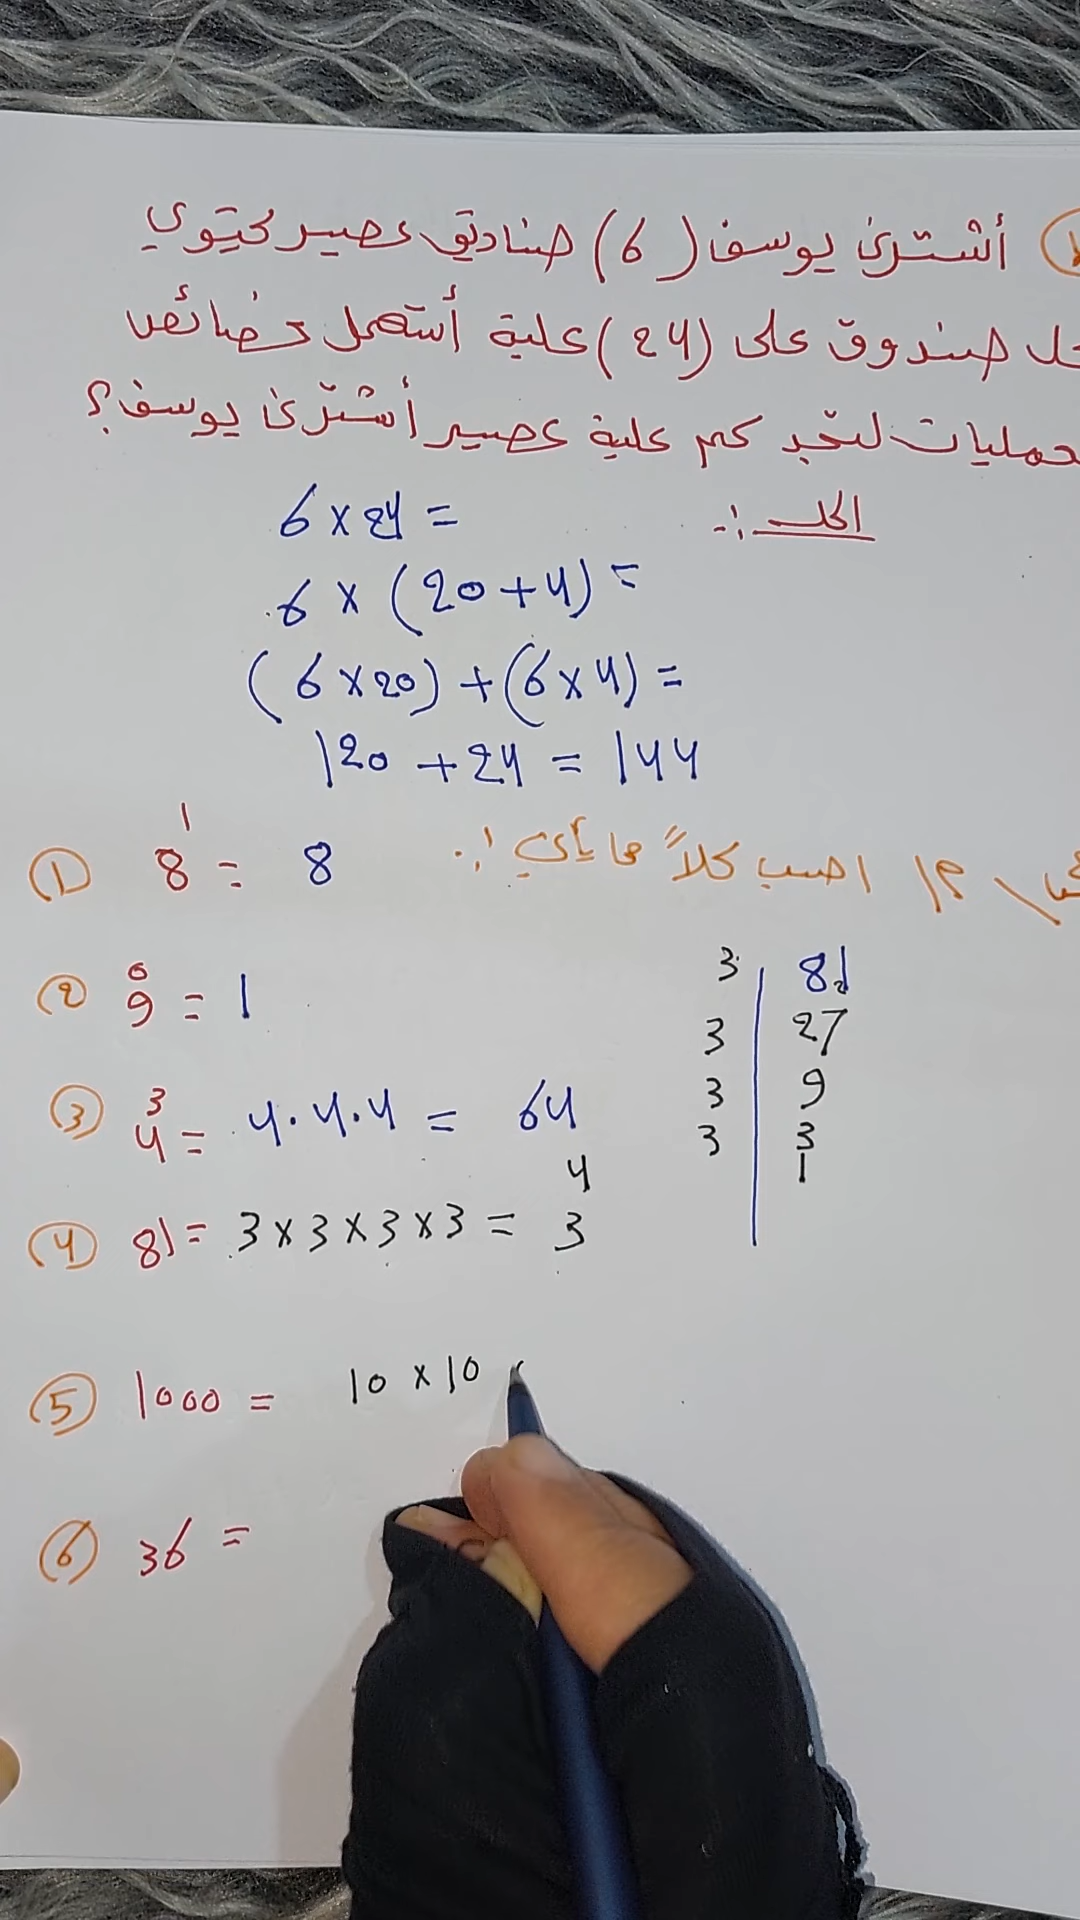 أشترىٰ يوسف (6) صناديق عصير يحتوي
كل صندوق على (24) علبة أستعمل خصائص
العمليات لتجد كم علبة عصير أشترىٰ يوسف؟
الحل :-
6 × 24 =
6 × (20 + 4) =
(6 × 20) + (6 × 4) =
120 + 24 = 144
م١ احسب كلاً مما يأتي :.
① 8¹ = 8
② 9⁰ = 1
③ 4³ = 4 . 4 . 4 = 64
④ 81 = 3 × 3 × 3 × 3 = 3⁴
3 | 81
3 | 27
3 | 9
3 | 3
| 1
⑤ 1000 = 10 × 10
⑥ 36 =